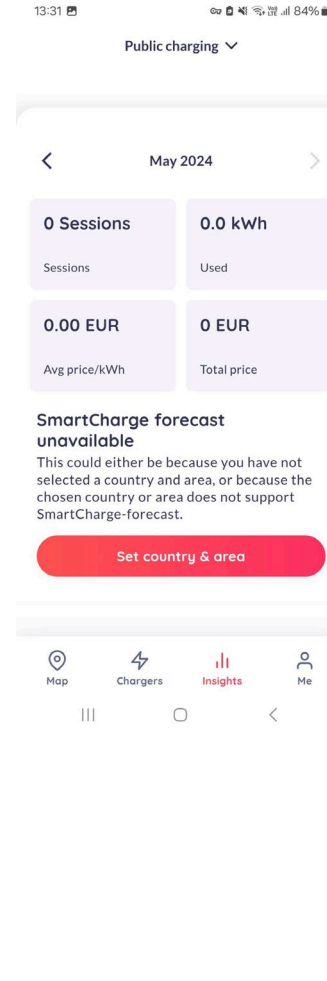 13:31 84%
Public charging
May 2024
0 Sessions
Sessions
0.0 kWh
Used
0.00 EUR
Avg price/kWh
0 EUR
Total price
SmartCharge forecast
unavailable
This could either be because you have not
selected a country and area, or because the
chosen country or area does not support
SmartCharge-forecast.
Set country & area
Map Chargers Insights Me